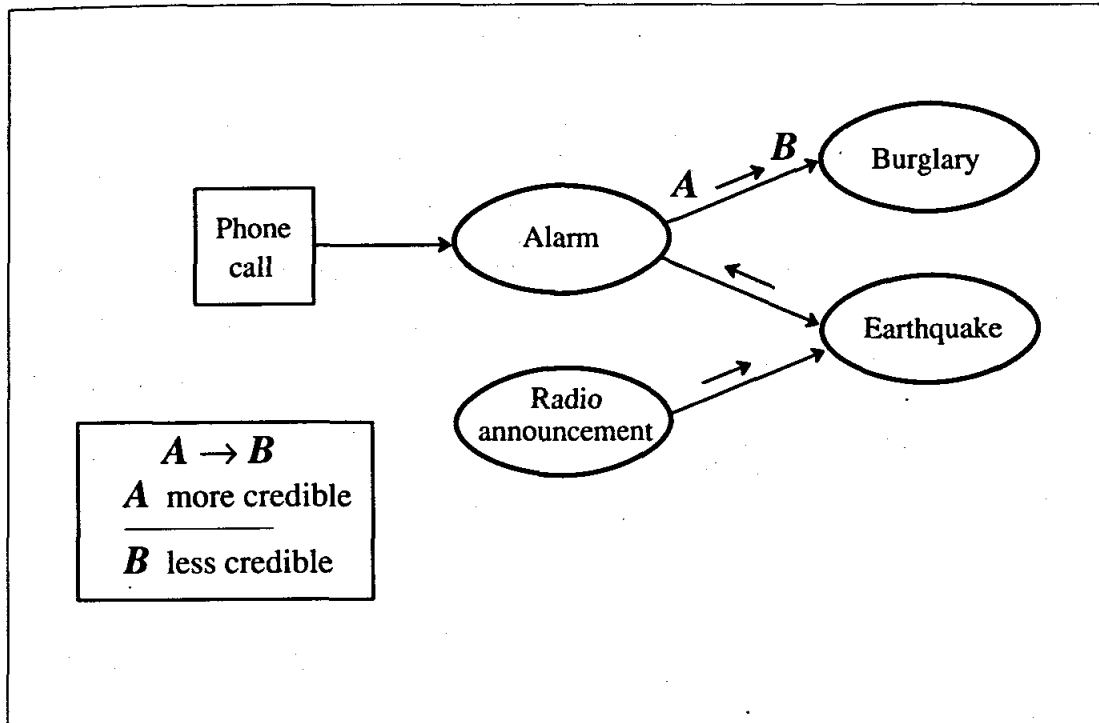 Phone
call
Alarm
A
B
Burglary
Earthquake
Radio
announcement
A → B
A more credible
B less credible